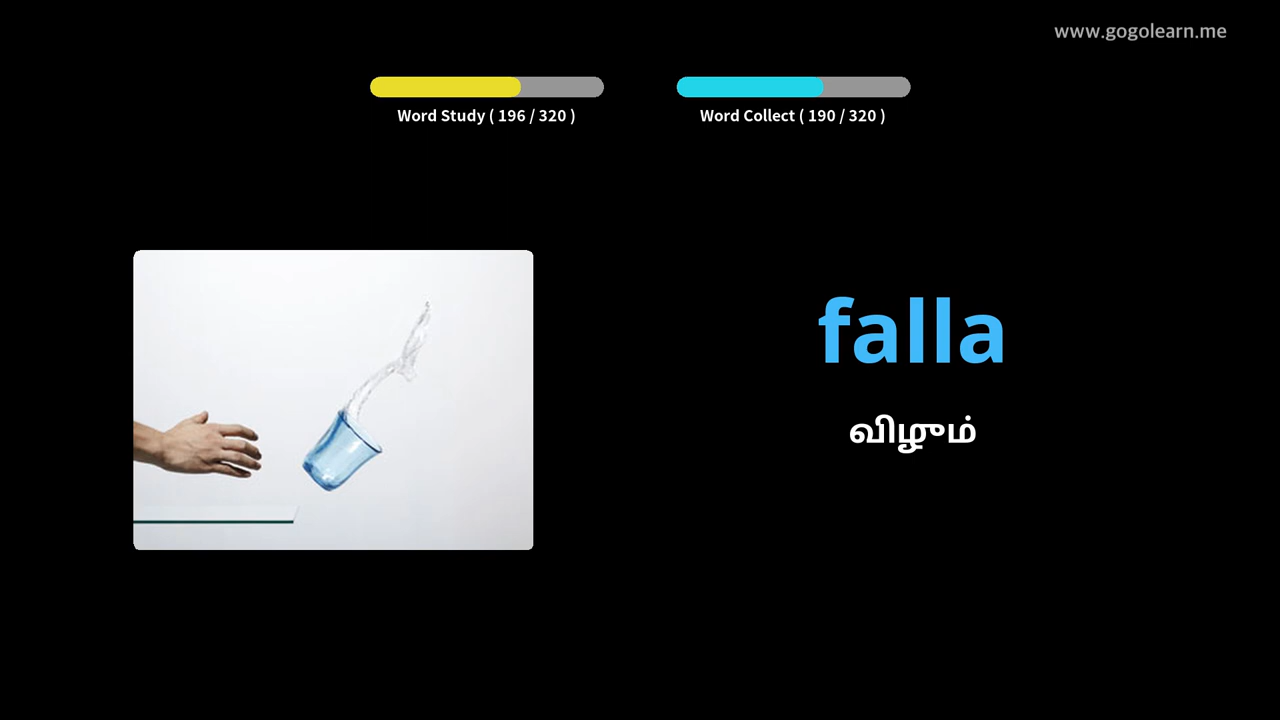 www.gogolearn.me
Word Study ( 196 / 320 )
Word Collect ( 190 / 320 )
falla
விழும்